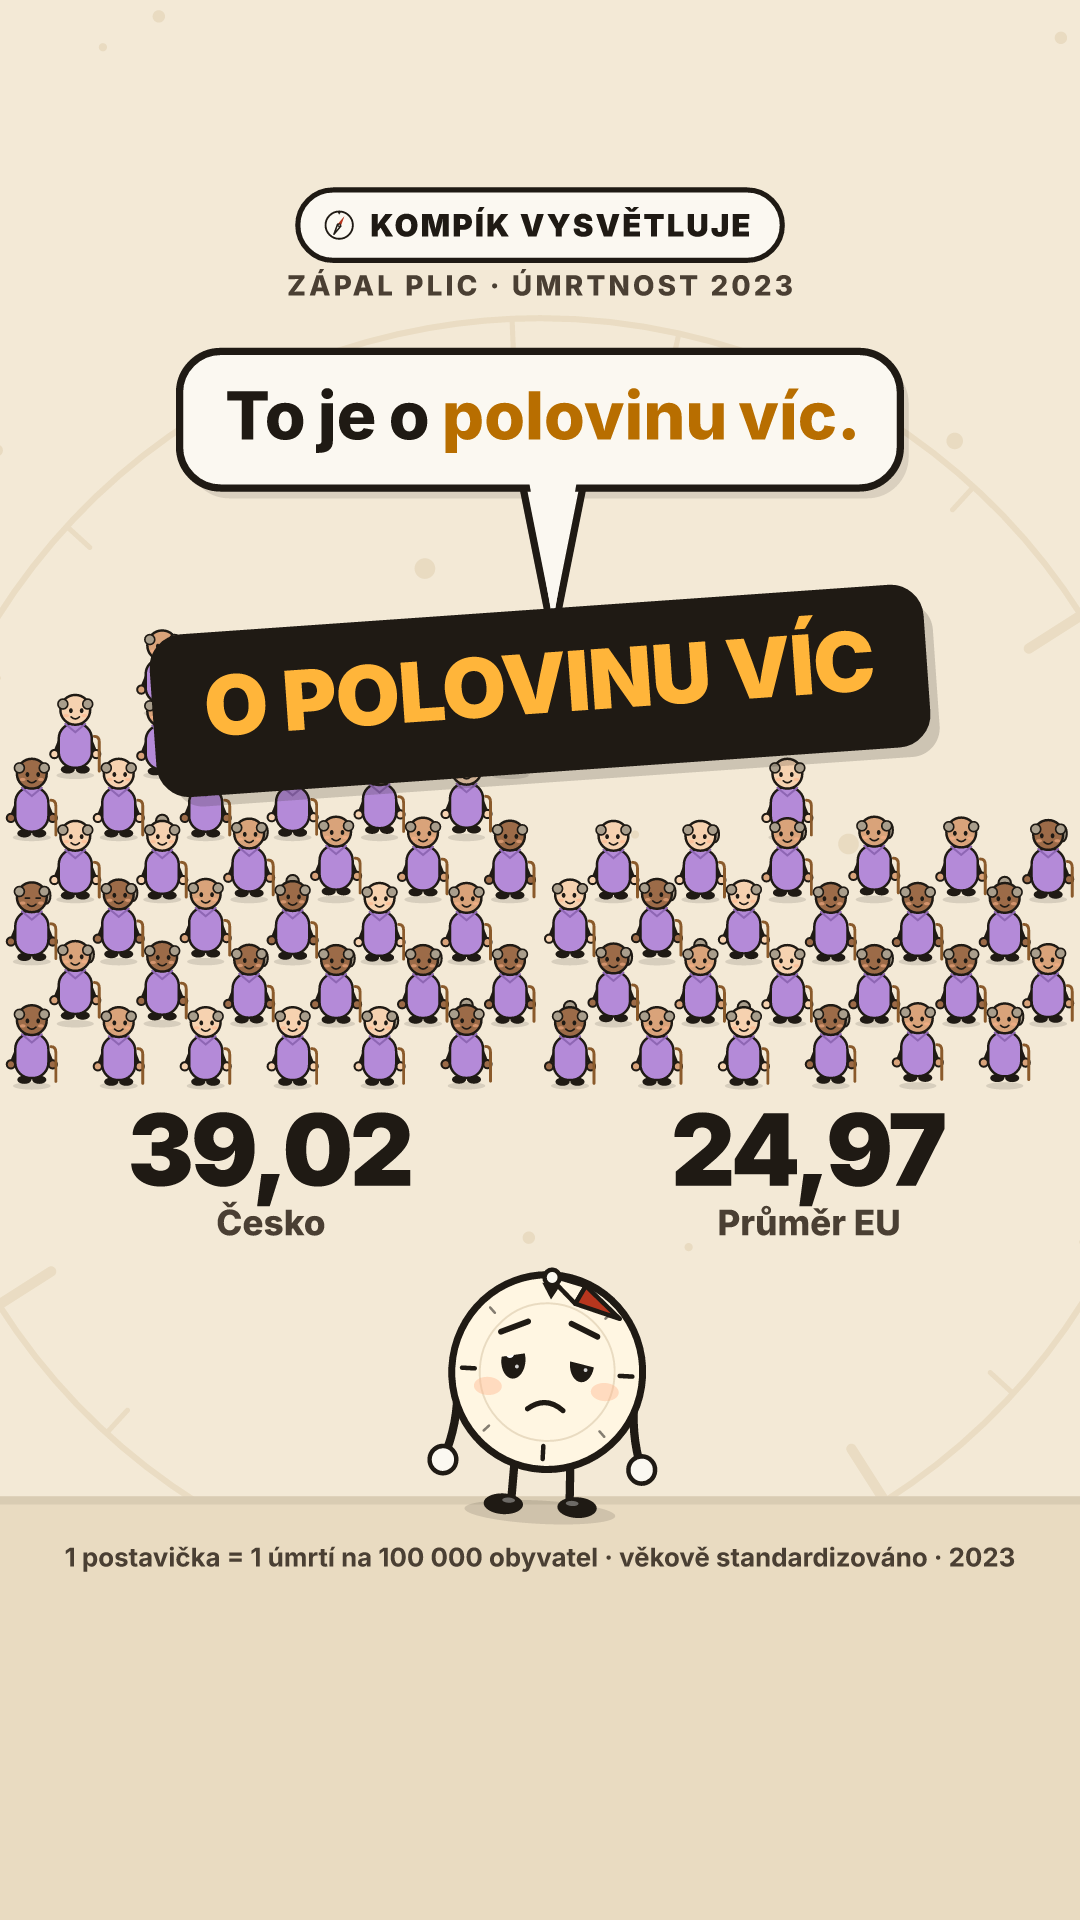 KOMPÍK VYSVĚTLUJE
ZÁPAL PLIC · ÚMRTNOST 2023
To je o polovinu víc.
O POLOVINU VÍC
39,02
Česko
24,97
Průměr EU
1 postavička = 1 úmrtí na 100 000 obyvatel · věkově standardizováno · 2023